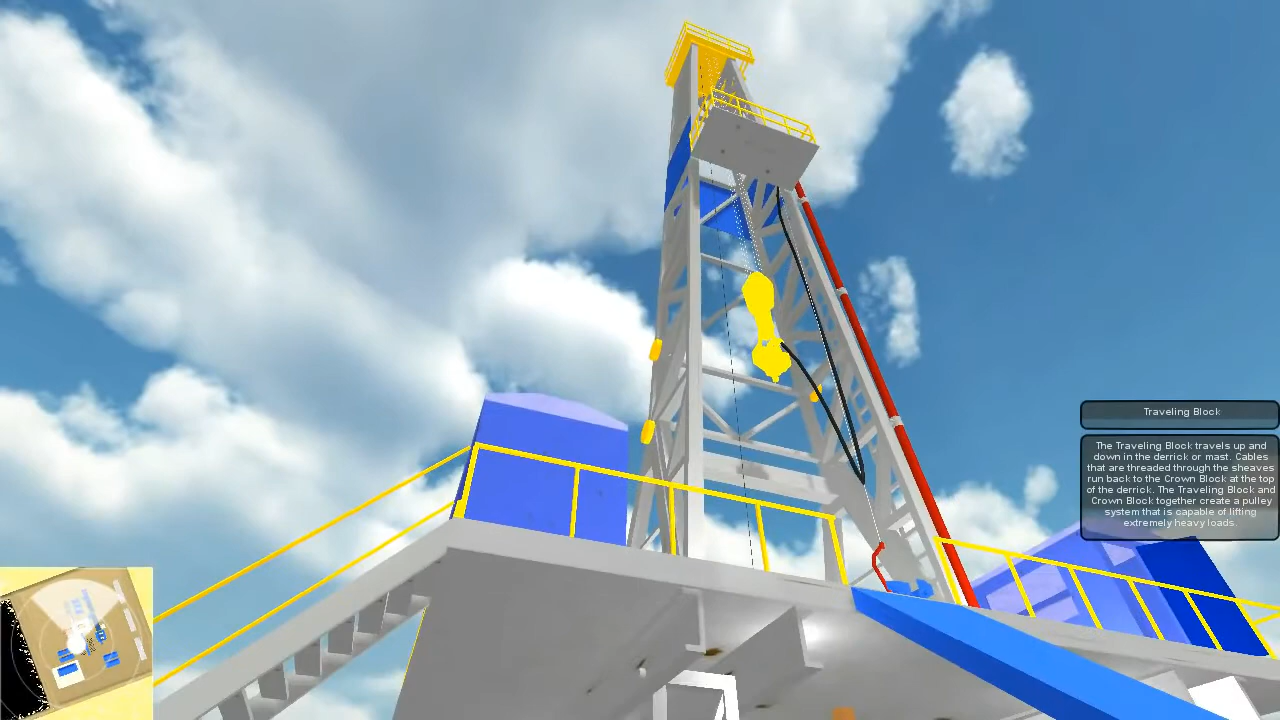 Traveling Block
The Traveling Block travels up and
down in the derrick or mast. Cables
that are threaded through the sheaves
run back to the Crown Block at the top
of the derrick. The Traveling Block and
Crown Block together create a pulley
system that is capable of lifting
extremely heavy loads.